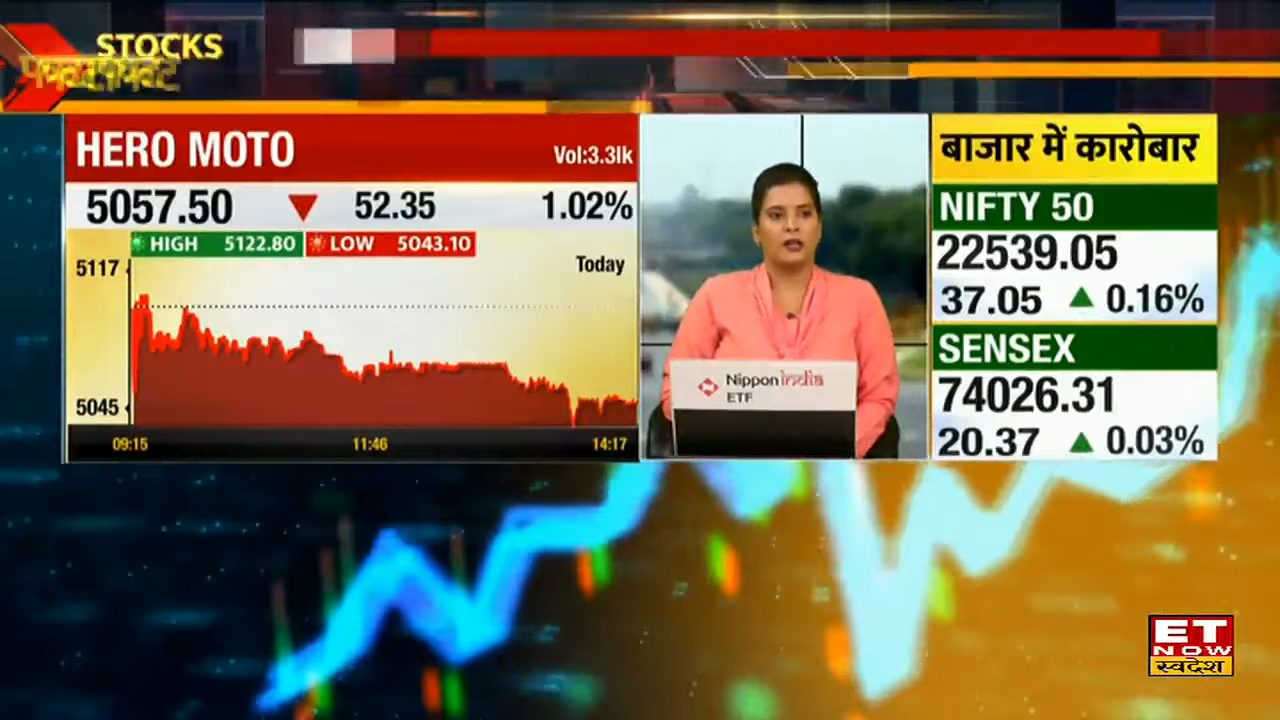 STOCKS
HERO MOTO
Vol:3.3lk
5057.50 ▼ 52.35 1.02%
HIGH 5122.80 LOW 5043.10
Today
5117
5045
09:15 11:46 14:17
Nippon india
ETF
बाजार में कारोबार
NIFTY 50
22539.05
37.05 ▲ 0.16%
SENSEX
74026.31
20.37 ▲ 0.03%
ET
NOW
स्वदेश